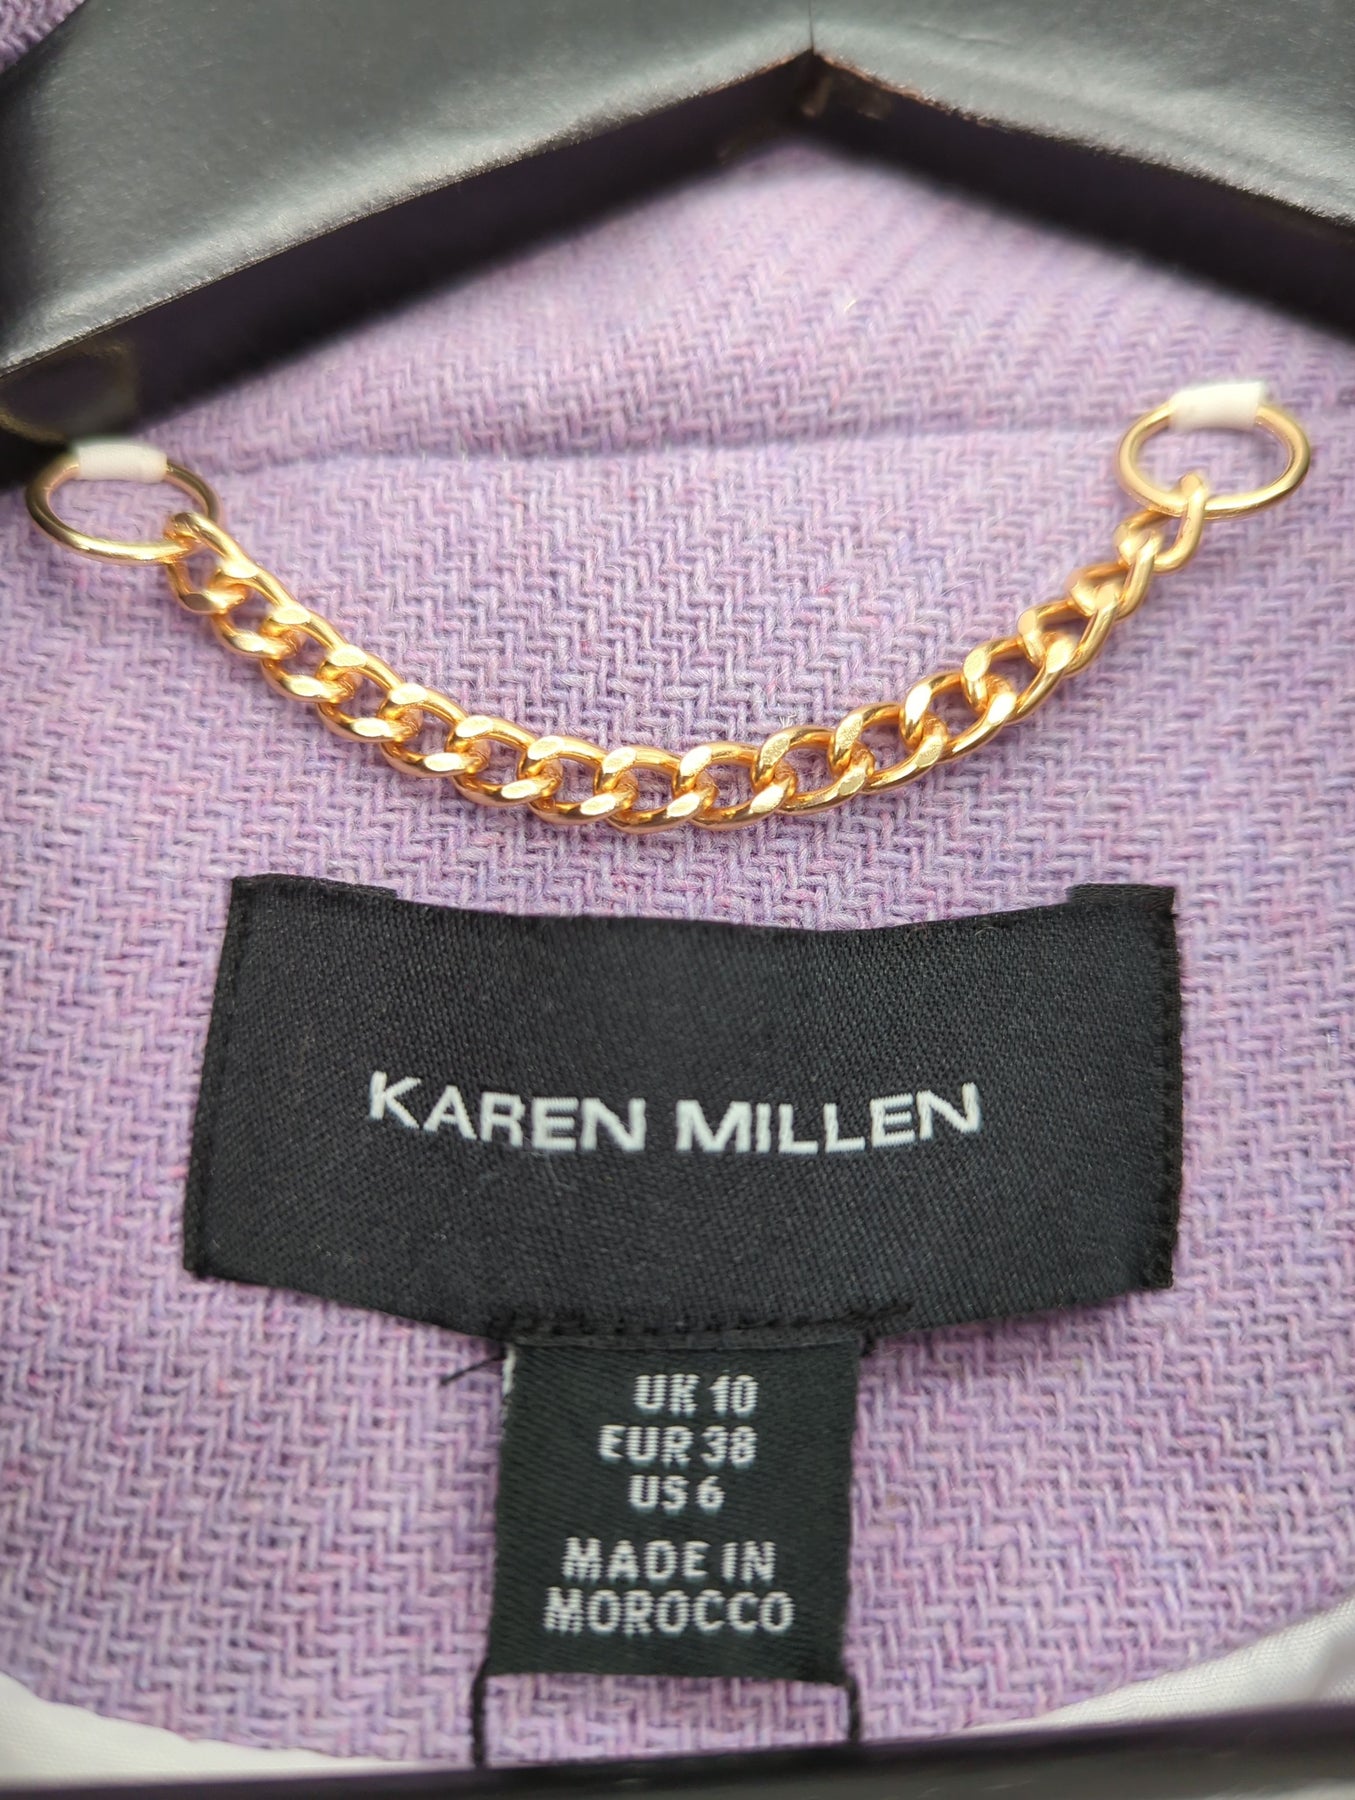 KAREN MILLEN
UK 10
EUR 38
US 6
MADE IN
MOROCCO